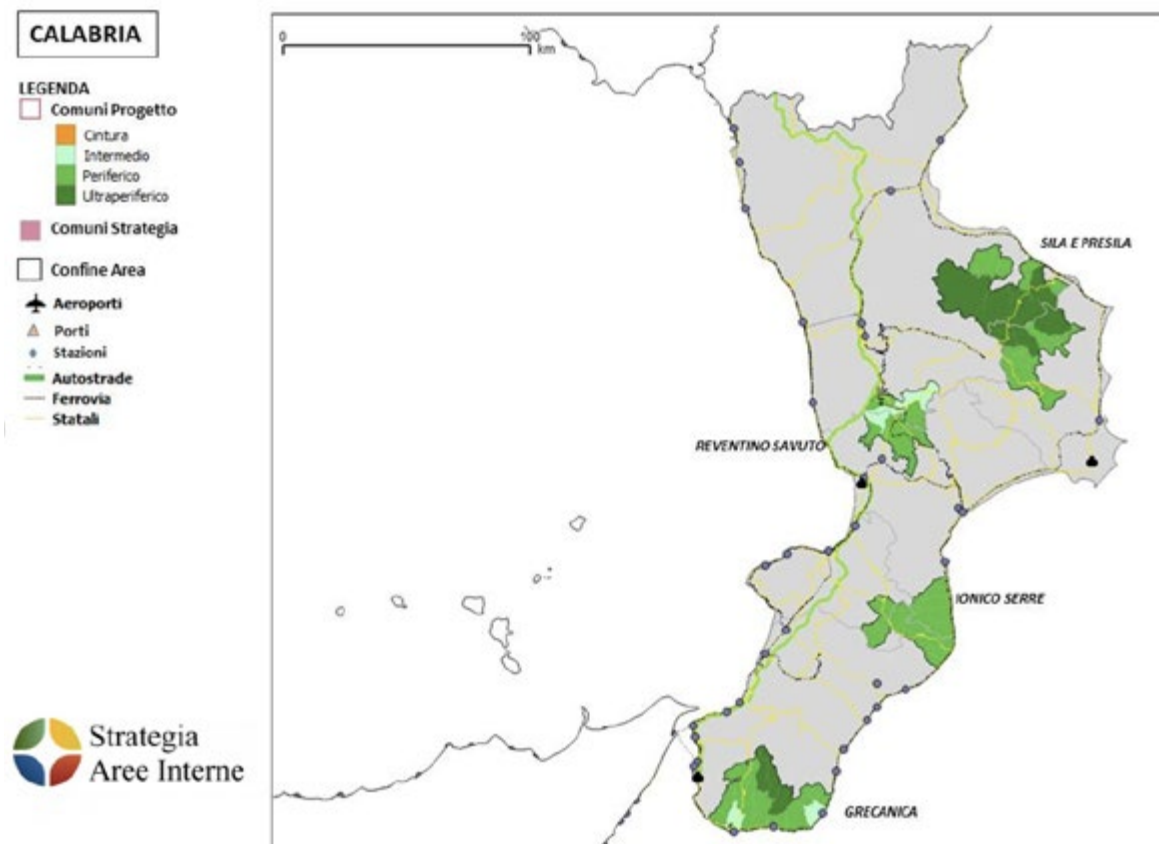 CALABRIA
LEGENDA
Comuni Progetto
Cintura
Intermedio
Periferico
Ultraperiferico
Comuni Strategia
Confine Area
Aeroporti
Porti
Stazioni
Autostrade
Ferrovia
Statali
Strategia
Aree Interne
0 100
km
SILA E PRESILA
REVENTINO SAVUTO
IONICO SERRE
GRECANICA